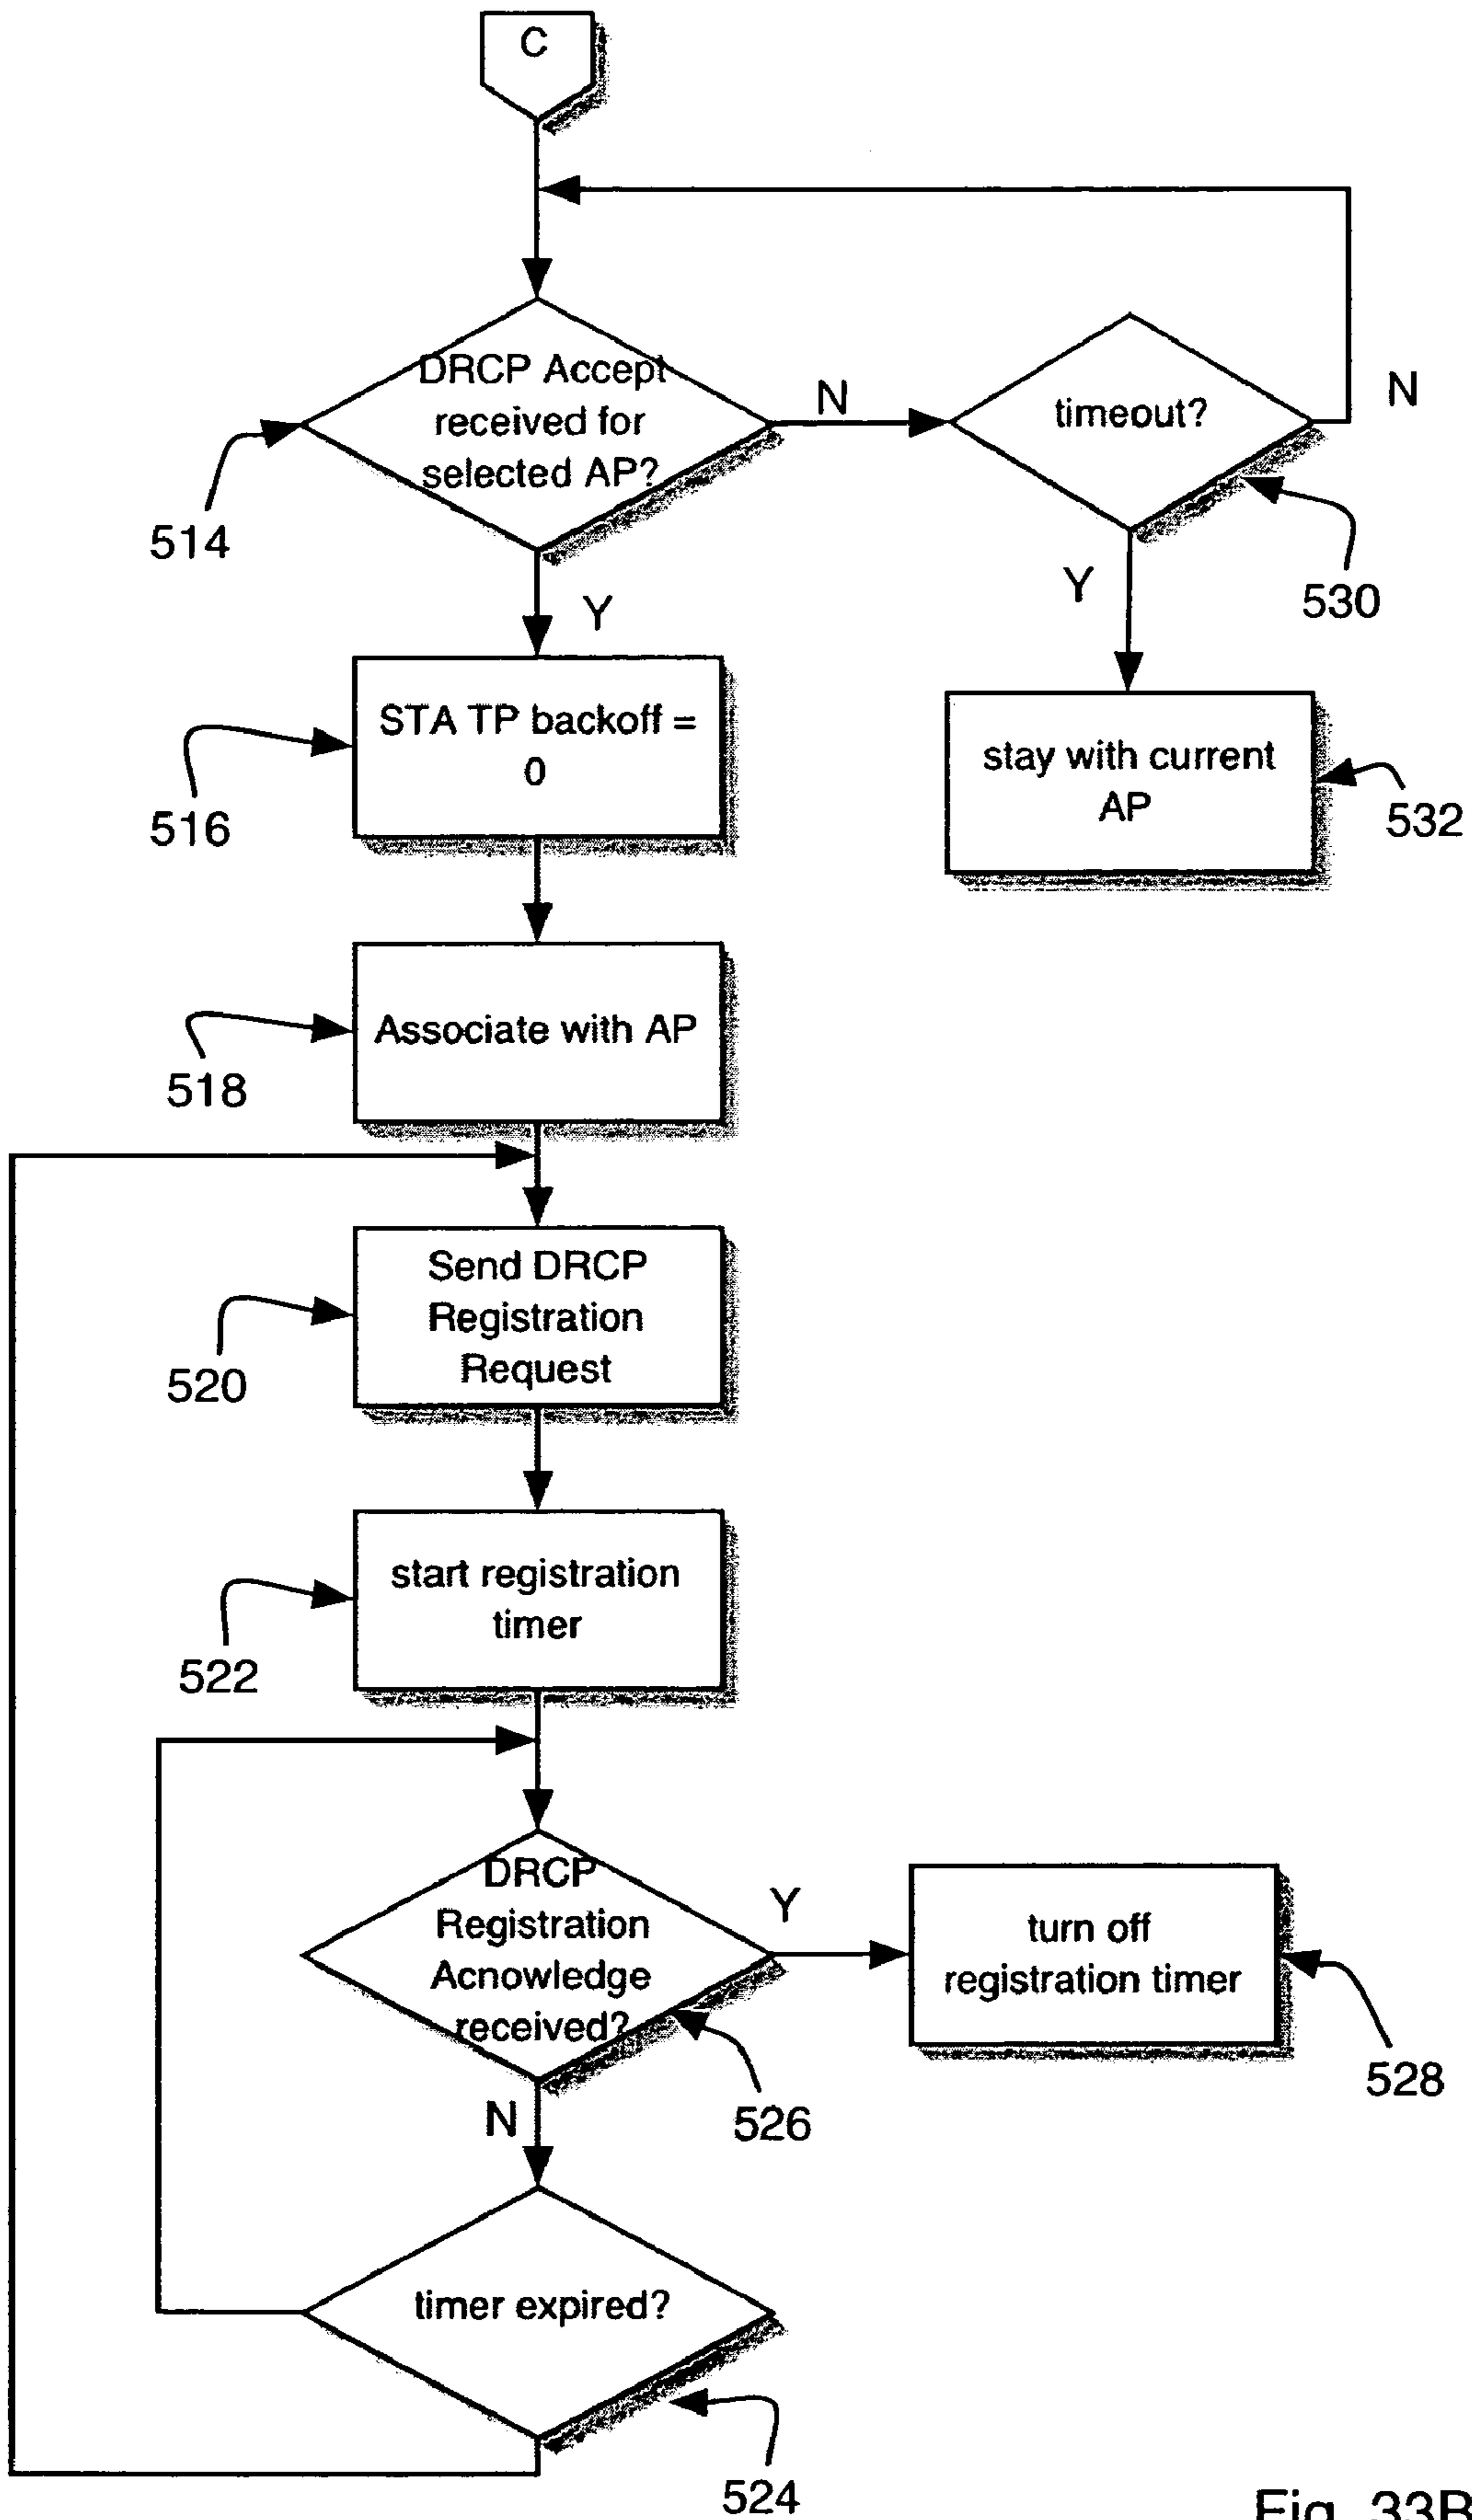 C
DRCP Accept
received for
selected AP?
N
timeout?
N
514
Y
Y
530
STA TP backoff =
0
516
stay with current
AP
532
Associate with AP
518
Send DRCP
Registration
Request
520
start registration
timer
522
DRCP
Registration
Acnowledge
received?
Y
turn off
registration timer
N
526
528
timer expired?
524
Fig. 33B